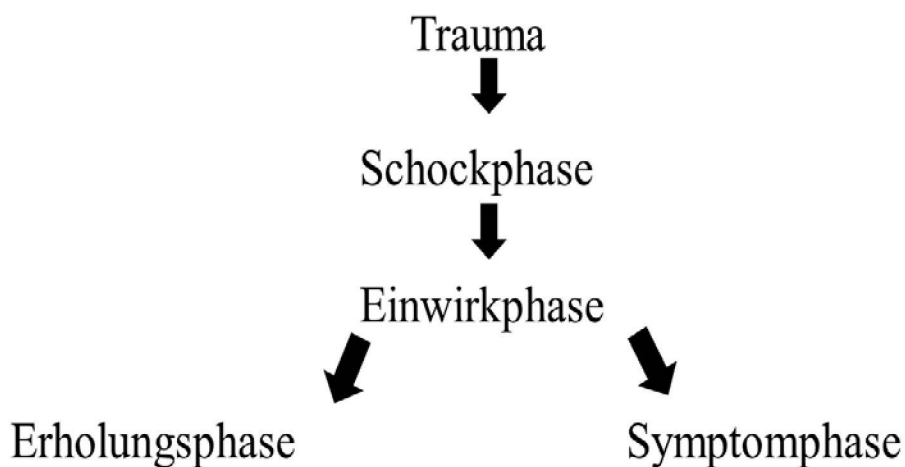 Trauma
Schockphase
Einwirkphase
Erholungsphase
Symptomphase